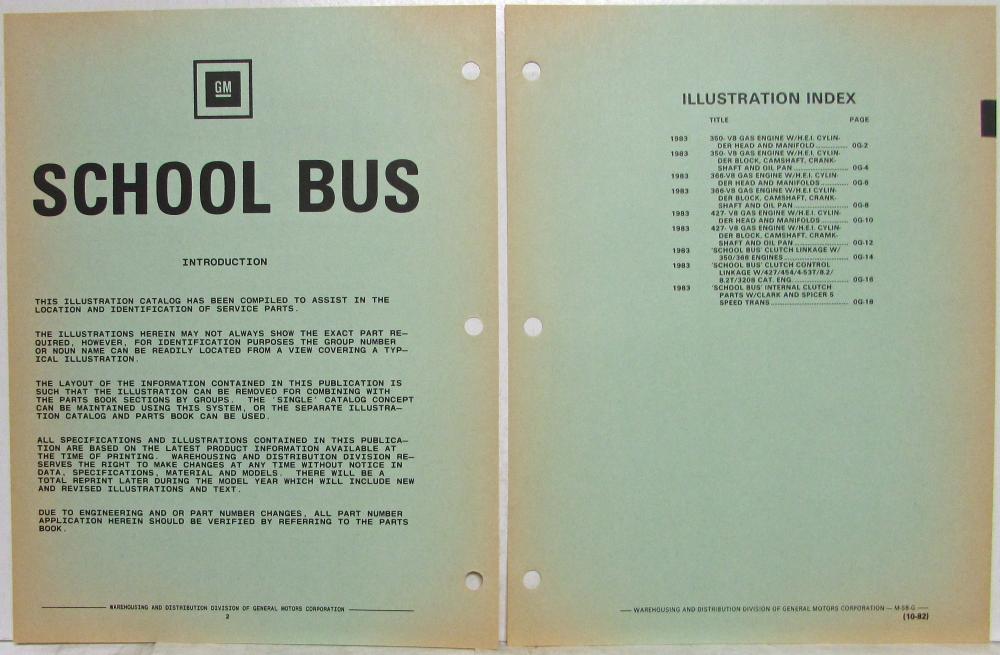 GM
SCHOOL BUS
INTRODUCTION
THIS ILLUSTRATION CATALOG HAS BEEN COMPILED TO ASSIST IN THE
LOCATION AND IDENTIFICATION OF SERVICE PARTS.
THE ILLUSTRATIONS HEREIN MAY NOT ALWAYS SHOW THE EXACT PART RE–
QUIRED, HOWEVER, FOR IDENTIFICATION PURPOSES THE GROUP NUMBER
OR NOUN NAME CAN BE READILY LOCATED FROM A VIEW COVERING A TYP–
ICAL ILLUSTRATION.
THE LAYOUT OF THE INFORMATION CONTAINED IN THIS PUBLICATION IS
SUCH THAT THE ILLUSTRATION CAN BE REMOVED FOR COMBINING WITH
THE PARTS BOOK SECTIONS BY GROUPS. THE 'SINGLE' CATALOG CONCEPT
CAN BE MAINTAINED USING THIS SYSTEM, OR THE SEPARATE ILLUSTRA–
TION CATALOG AND PARTS BOOK CAN BE USED.
ALL SPECIFICATIONS AND ILLUSTRATIONS CONTAINED IN THIS PUBLICA–
TION ARE BASED ON THE LATEST PRODUCT INFORMATION AVAILABLE AT
THE TIME OF PRINTING. WAREHOUSING AND DISTRIBUTION DIVISION RE–
SERVES THE RIGHT TO MAKE CHANGES AT ANY TIME WITHOUT NOTICE IN
DATA, SPECIFICATIONS, MATERIAL AND MODELS. THERE WILL BE A
TOTAL REPRINT LATER DURING THE MODEL YEAR WHICH WILL INCLUDE NEW
AND REVISED ILLUSTRATIONS AND TEXT.
DUE TO ENGINEERING AND OR PART NUMBER CHANGES, ALL PART NUMBER
APPLICATION HEREIN SHOULD BE VERIFIED BY REFERRING TO THE PARTS
BOOK.
WAREHOUSING AND DISTRIBUTION DIVISION OF GENERAL MOTORS CORPORATION
2
ILLUSTRATION INDEX
TITLE PAGE
1983 350- V8 GAS ENGINE W/H.E.I. CYLIN-
DER HEAD AND MANIFOLD 0G-2
1983 350- V8 GAS ENGINE W/H.E.I. CYLIN-
DER BLOCK, CAMSHAFT, CRANK-
SHAFT AND OIL PAN 0G-4
1983 366-V8 GAS ENGINE W/H.E.I. CYLIN-
DER HEAD AND MANIFOLDS 0G-6
1983 366-V8 GAS ENGINE W/H.E.I. CYLIN-
DER BLOCK, CAMSHAFT, CRANK-
SHAFT AND OIL PAN 0G-8
1983 427- V8 GAS ENGINE W/H.E.I. CYLIN-
DER HEAD AND MANIFOLDS 0G-10
1983 427- V8 GAS ENGINE W/H.E.I. CYLIN-
DER BLOCK, CAMSHAFT, CRAMK-
SHAFT AND OIL PAN 0G-12
1983 'SCHOOL BUS' CLUTCH LINKAGE W/
350/366 ENGINES 0G-14
1983 'SCHOOL BUS' CLUTCH CONTROL
LINKAGE W/427/454/4-53T/8.2/
8.2T/3208 CAT. ENG. 0G-16
1983 'SCHOOL BUS' INTERNAL CLUTCH
PARTS W/CLARK AND SPICER 5
SPEED TRANS 0G-18
WAREHOUSING AND DISTRIBUTION DIVISION OF GENERAL MOTORS CORPORATION — M-58-G
(10-82)